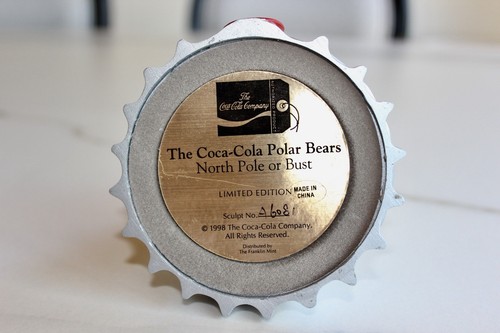 The
Coca-Cola Company
The Coca-Cola Polar Bears
North Pole or Bust
LIMITED EDITION MADE IN CHINA
Sculpt No.
© 1998 The Coca-Cola Company,
All Rights Reserved.
Distributed by
The Franklin Mint